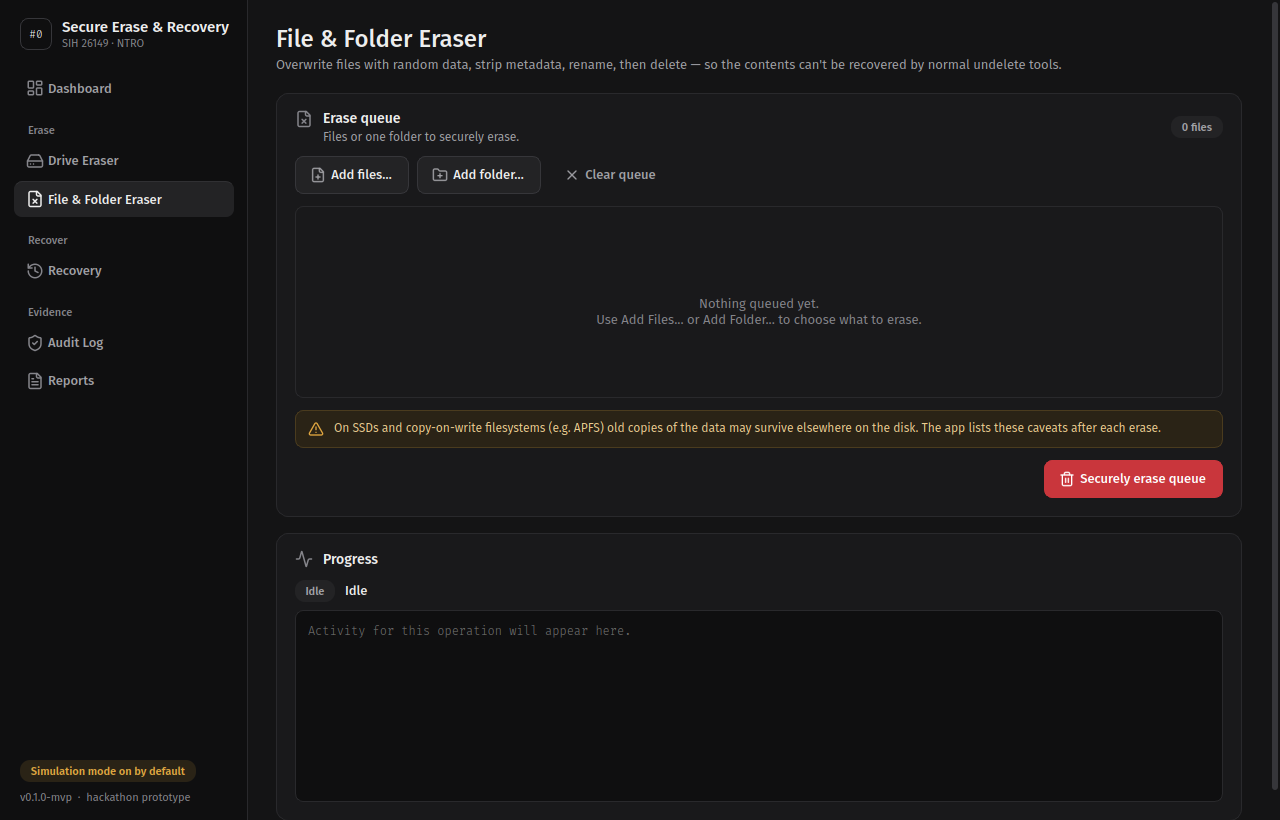 #0
Secure Erase & Recovery
SIH 26149 · NTRO
Dashboard
Erase
Drive Eraser
File & Folder Eraser
Recover
Recovery
Evidence
Audit Log
Reports
Simulation mode on by default
v0.1.0-mvp · hackathon prototype
File & Folder Eraser
Overwrite files with random data, strip metadata, rename, then delete — so the contents can't be recovered by normal undelete tools.
Erase queue
Files or one folder to securely erase.
0 files
Add files…
Add folder…
Clear queue
Nothing queued yet.
Use Add Files… or Add Folder… to choose what to erase.
On SSDs and copy-on-write filesystems (e.g. APFS) old copies of the data may survive elsewhere on the disk. The app lists these caveats after each erase.
Securely erase queue
Progress
Idle
Idle
Activity for this operation will appear here.